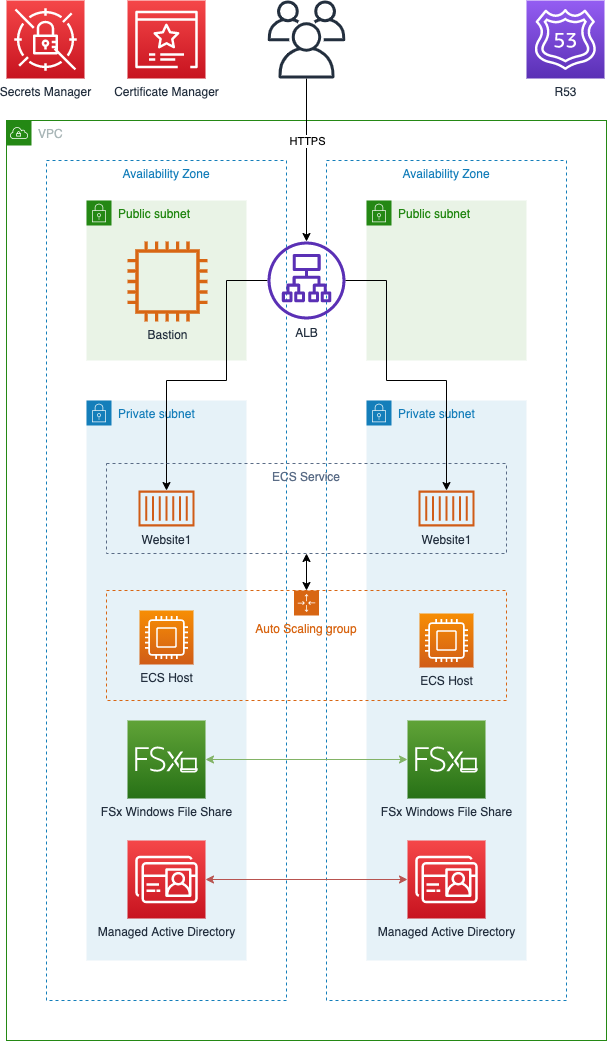 Secrets Manager
Certificate Manager
53
R53
VPC
HTTPS
Availability Zone
Availability Zone
Public subnet
Public subnet
Bastion
ALB
Private subnet
Private subnet
ECS Service
Website1
Website1
Auto Scaling group
ECS Host
ECS Host
FSx
FSx
FSx Windows File Share
FSx Windows File Share
Managed Active Directory
Managed Active Directory